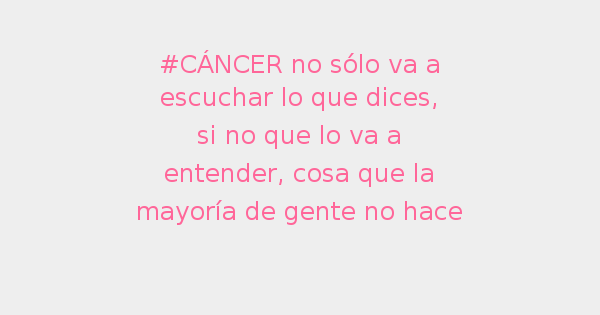 #CÁNCER no sólo va a
escuchar lo que dices,
si no que lo va a
entender, cosa que la
mayoría de gente no hace